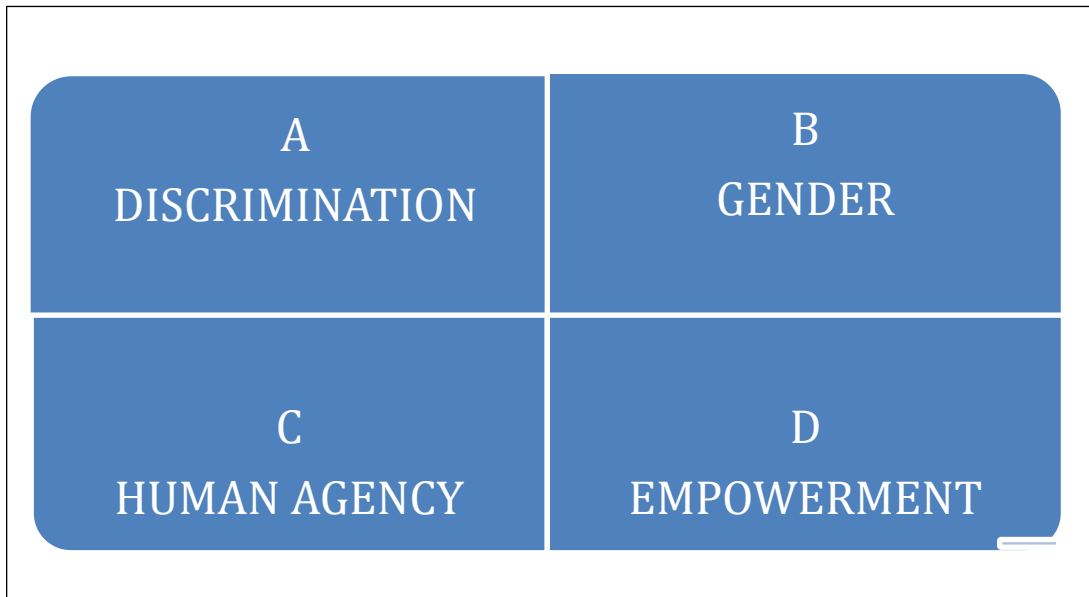 A
DISCRIMINATION
B
GENDER
C
HUMAN AGENCY
D
EMPOWERMENT